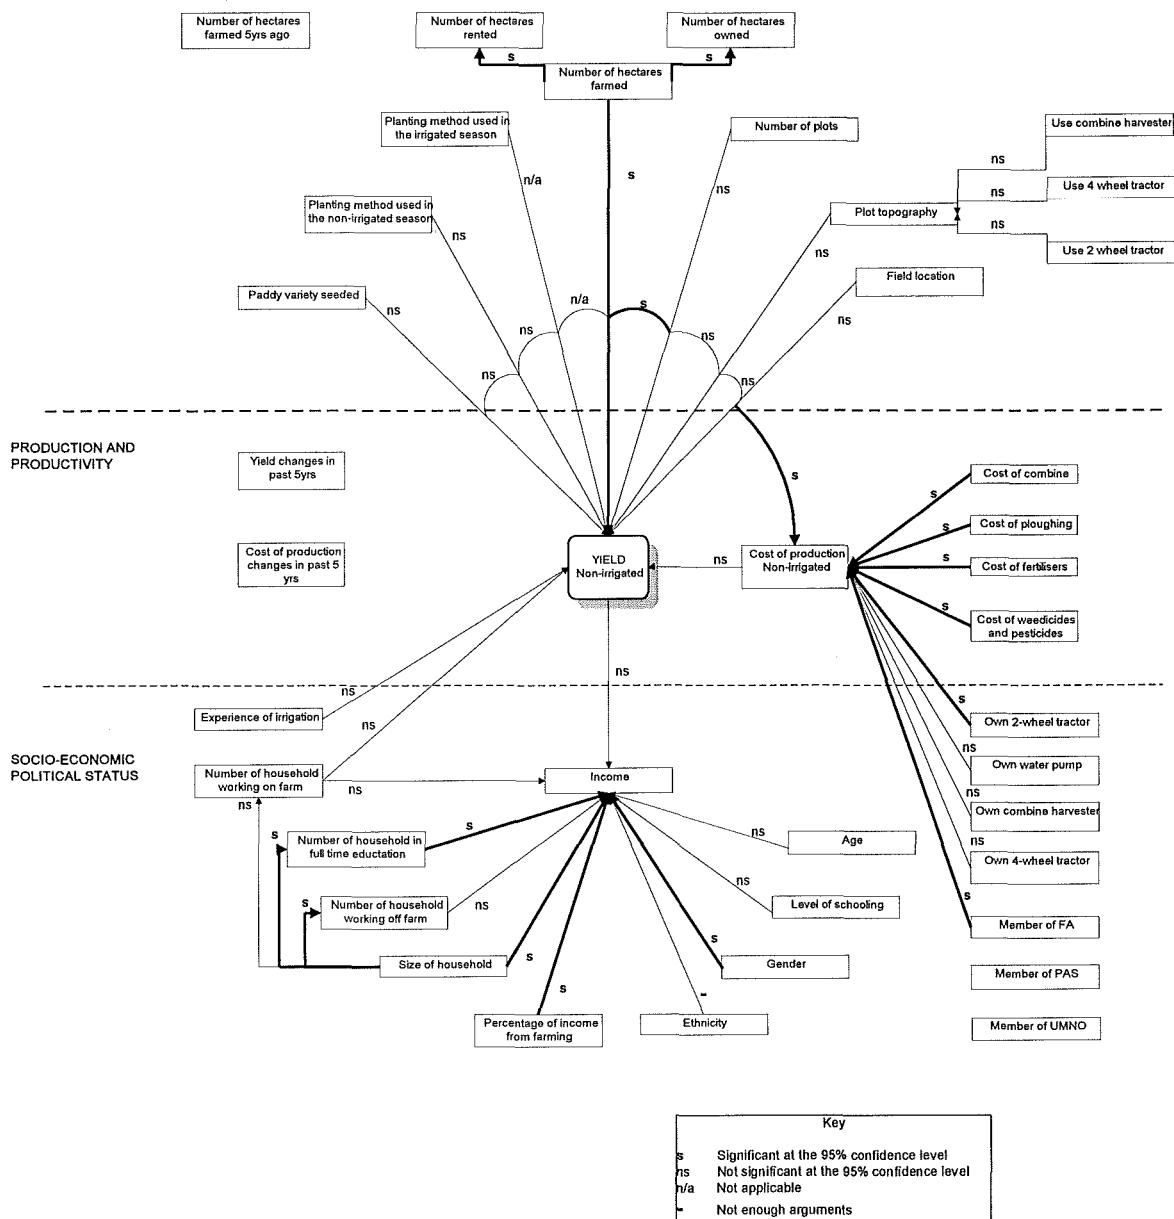 Number of hectares
farmed 5yrs ago
Number of hectares
rented
Number of hectares
owned
s
s
Number of hectares
farmed
Planting method used in
the irrigated season
Number of plots
Use combine harvester
ns
n/a
s
ns
Planting method used in
the non-irrigated season
Plot topography
ns
Use 4 wheel tractor
ns
ns
ns
Use 2 wheel tractor
Paddy variety seeded
Field location
n/a
s
ns
ns
ns
ns
ns
ns
PRODUCTION AND
PRODUCTIVITY
Yield changes in
past 5yrs
s
Cost of combine
s
Cost of ploughing
s
Cost of production
changes in past 5
yrs
YIELD
Non-irrigated
ns
Cost of production
Non-irrigated
s
Cost of fertilisers
s
Cost of weedicides
and pesticides
ns
ns
Experience of irrigation
ns
s
Own 2-wheel tractor
SOCIO-ECONOMIC
POLITICAL STATUS
Number of household
working on farm
ns
ns
Income
ns
Own water pump
ns
Own combine harvester
s
Number of household in
full time eductation
s
ns
Age
ns
Own 4-wheel tractor
s
Number of household
working off farm
ns
ns
Level of schooling
s
Member of FA
Size of household
s
s
Gender
Member of PAS
s
-
Percentage of income
from farming
Ethnicity
Member of UMNO
Key
s Significant at the 95% confidence level
ns Not significant at the 95% confidence level
n/a Not applicable
- Not enough arguments